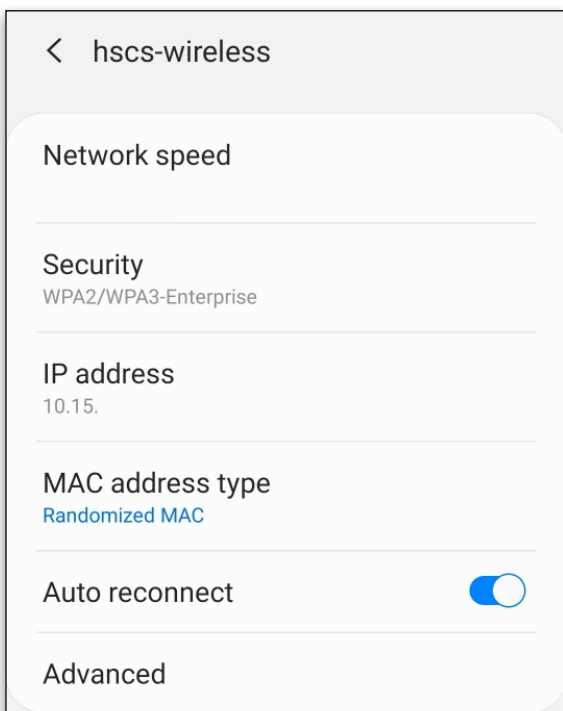 hscs-wireless
Network speed
Security
WPA2/WPA3-Enterprise
IP address
10.15.
MAC address type
Randomized MAC
Auto reconnect
Advanced